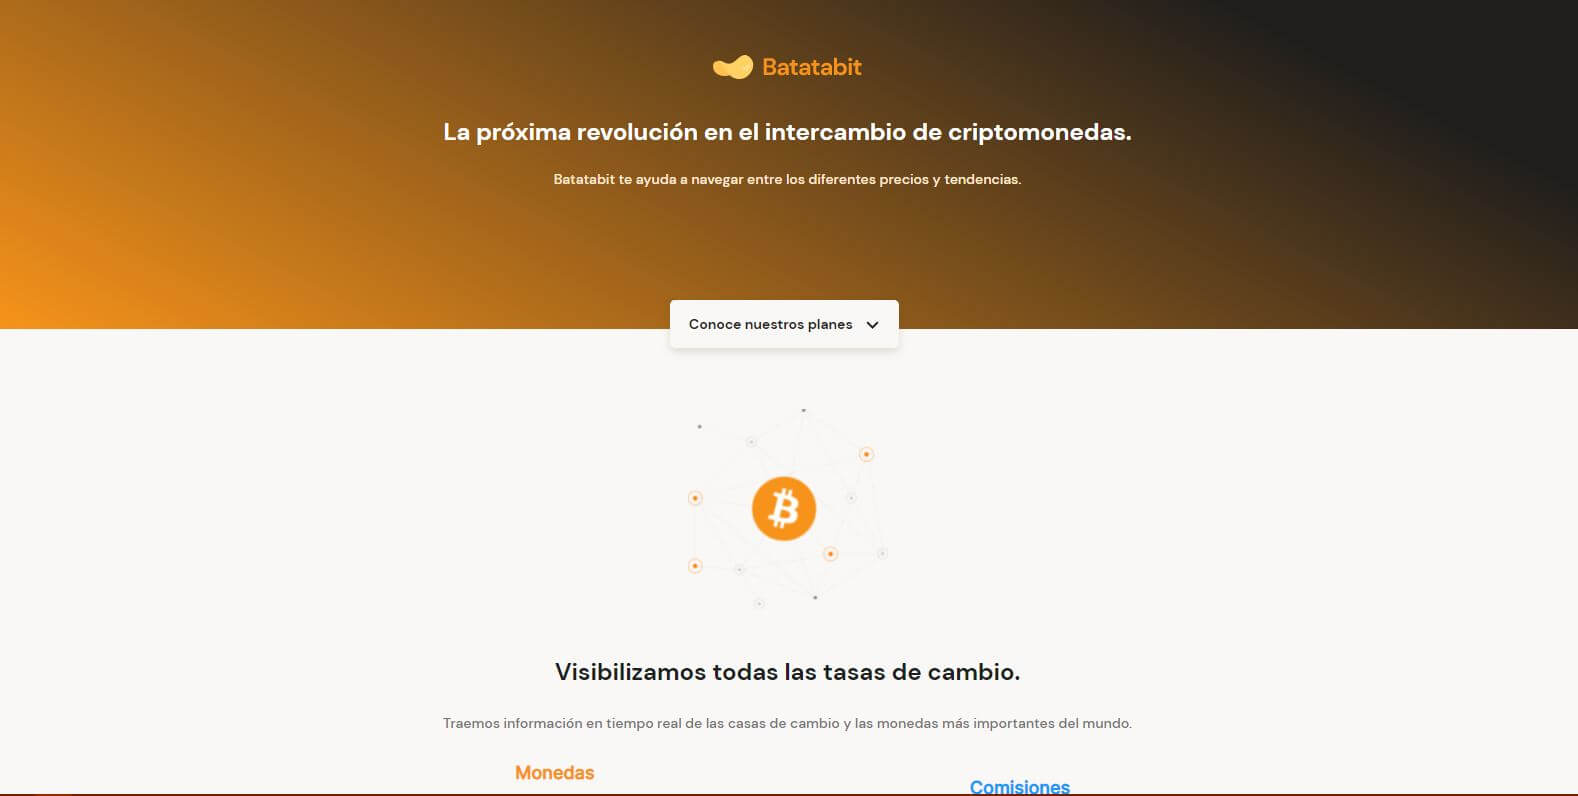 Batatabit
La próxima revolución en el intercambio de criptomonedas.
Batatabit te ayuda a navegar entre los diferentes precios y tendencias.
Conoce nuestros planes
Visibilizamos todas las tasas de cambio.
Traemos información en tiempo real de las casas de cambio y las monedas más importantes del mundo.
Monedas
Comisiones